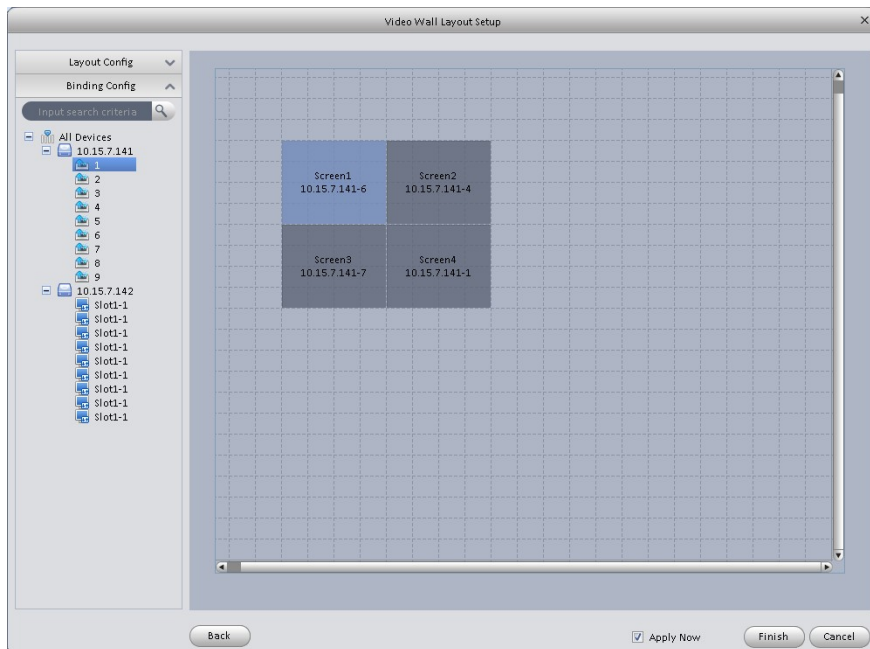 Video Wall Layout Setup
Layout Config
Binding Config
Input search criteria
All Devices
10.15.7.141
1
2
3
4
5
6
7
8
9
10.15.7.142
Slot1-1
Slot1-1
Slot1-1
Slot1-1
Slot1-1
Slot1-1
Slot1-1
Slot1-1
Slot1-1
Screen1
10.15.7.141-6
Screen2
10.15.7.141-4
Screen3
10.15.7.141-7
Screen4
10.15.7.141-1
Back
Apply Now
Finish
Cancel